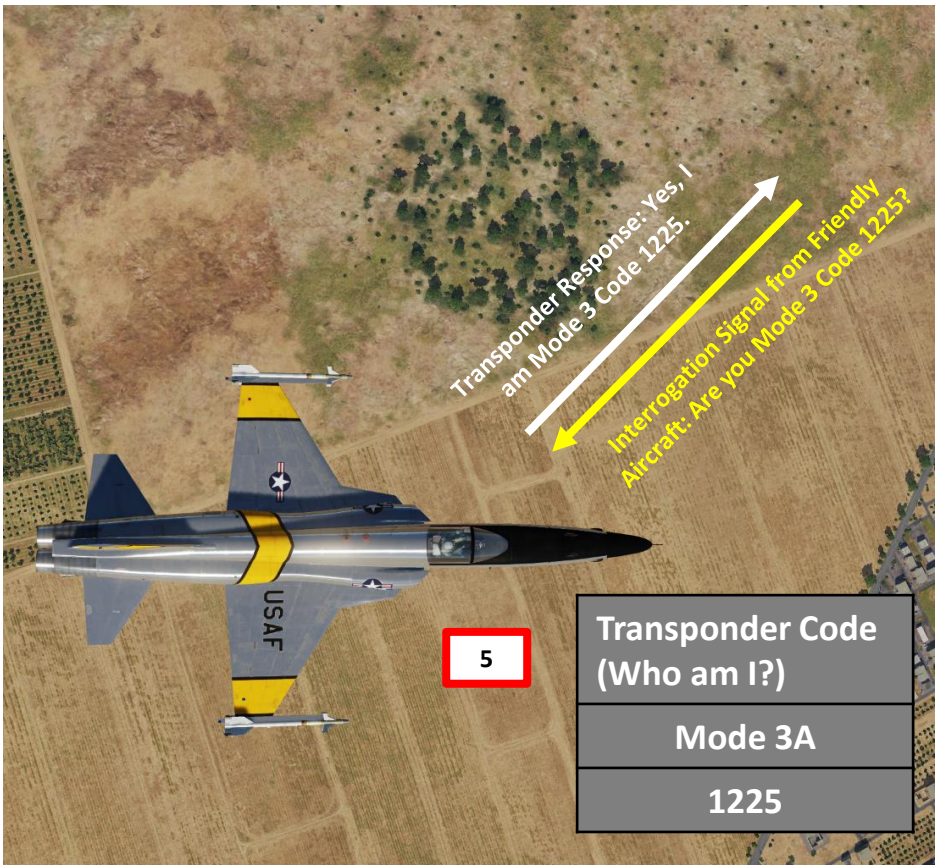 Transponder Response: Yes, I
am Mode 3 Code 1225.
Interrogation Signal from Friendly
Aircraft: Are you Mode 3 Code 1225?
USAF
5
Transponder Code
(Who am I?)
Mode 3A
1225